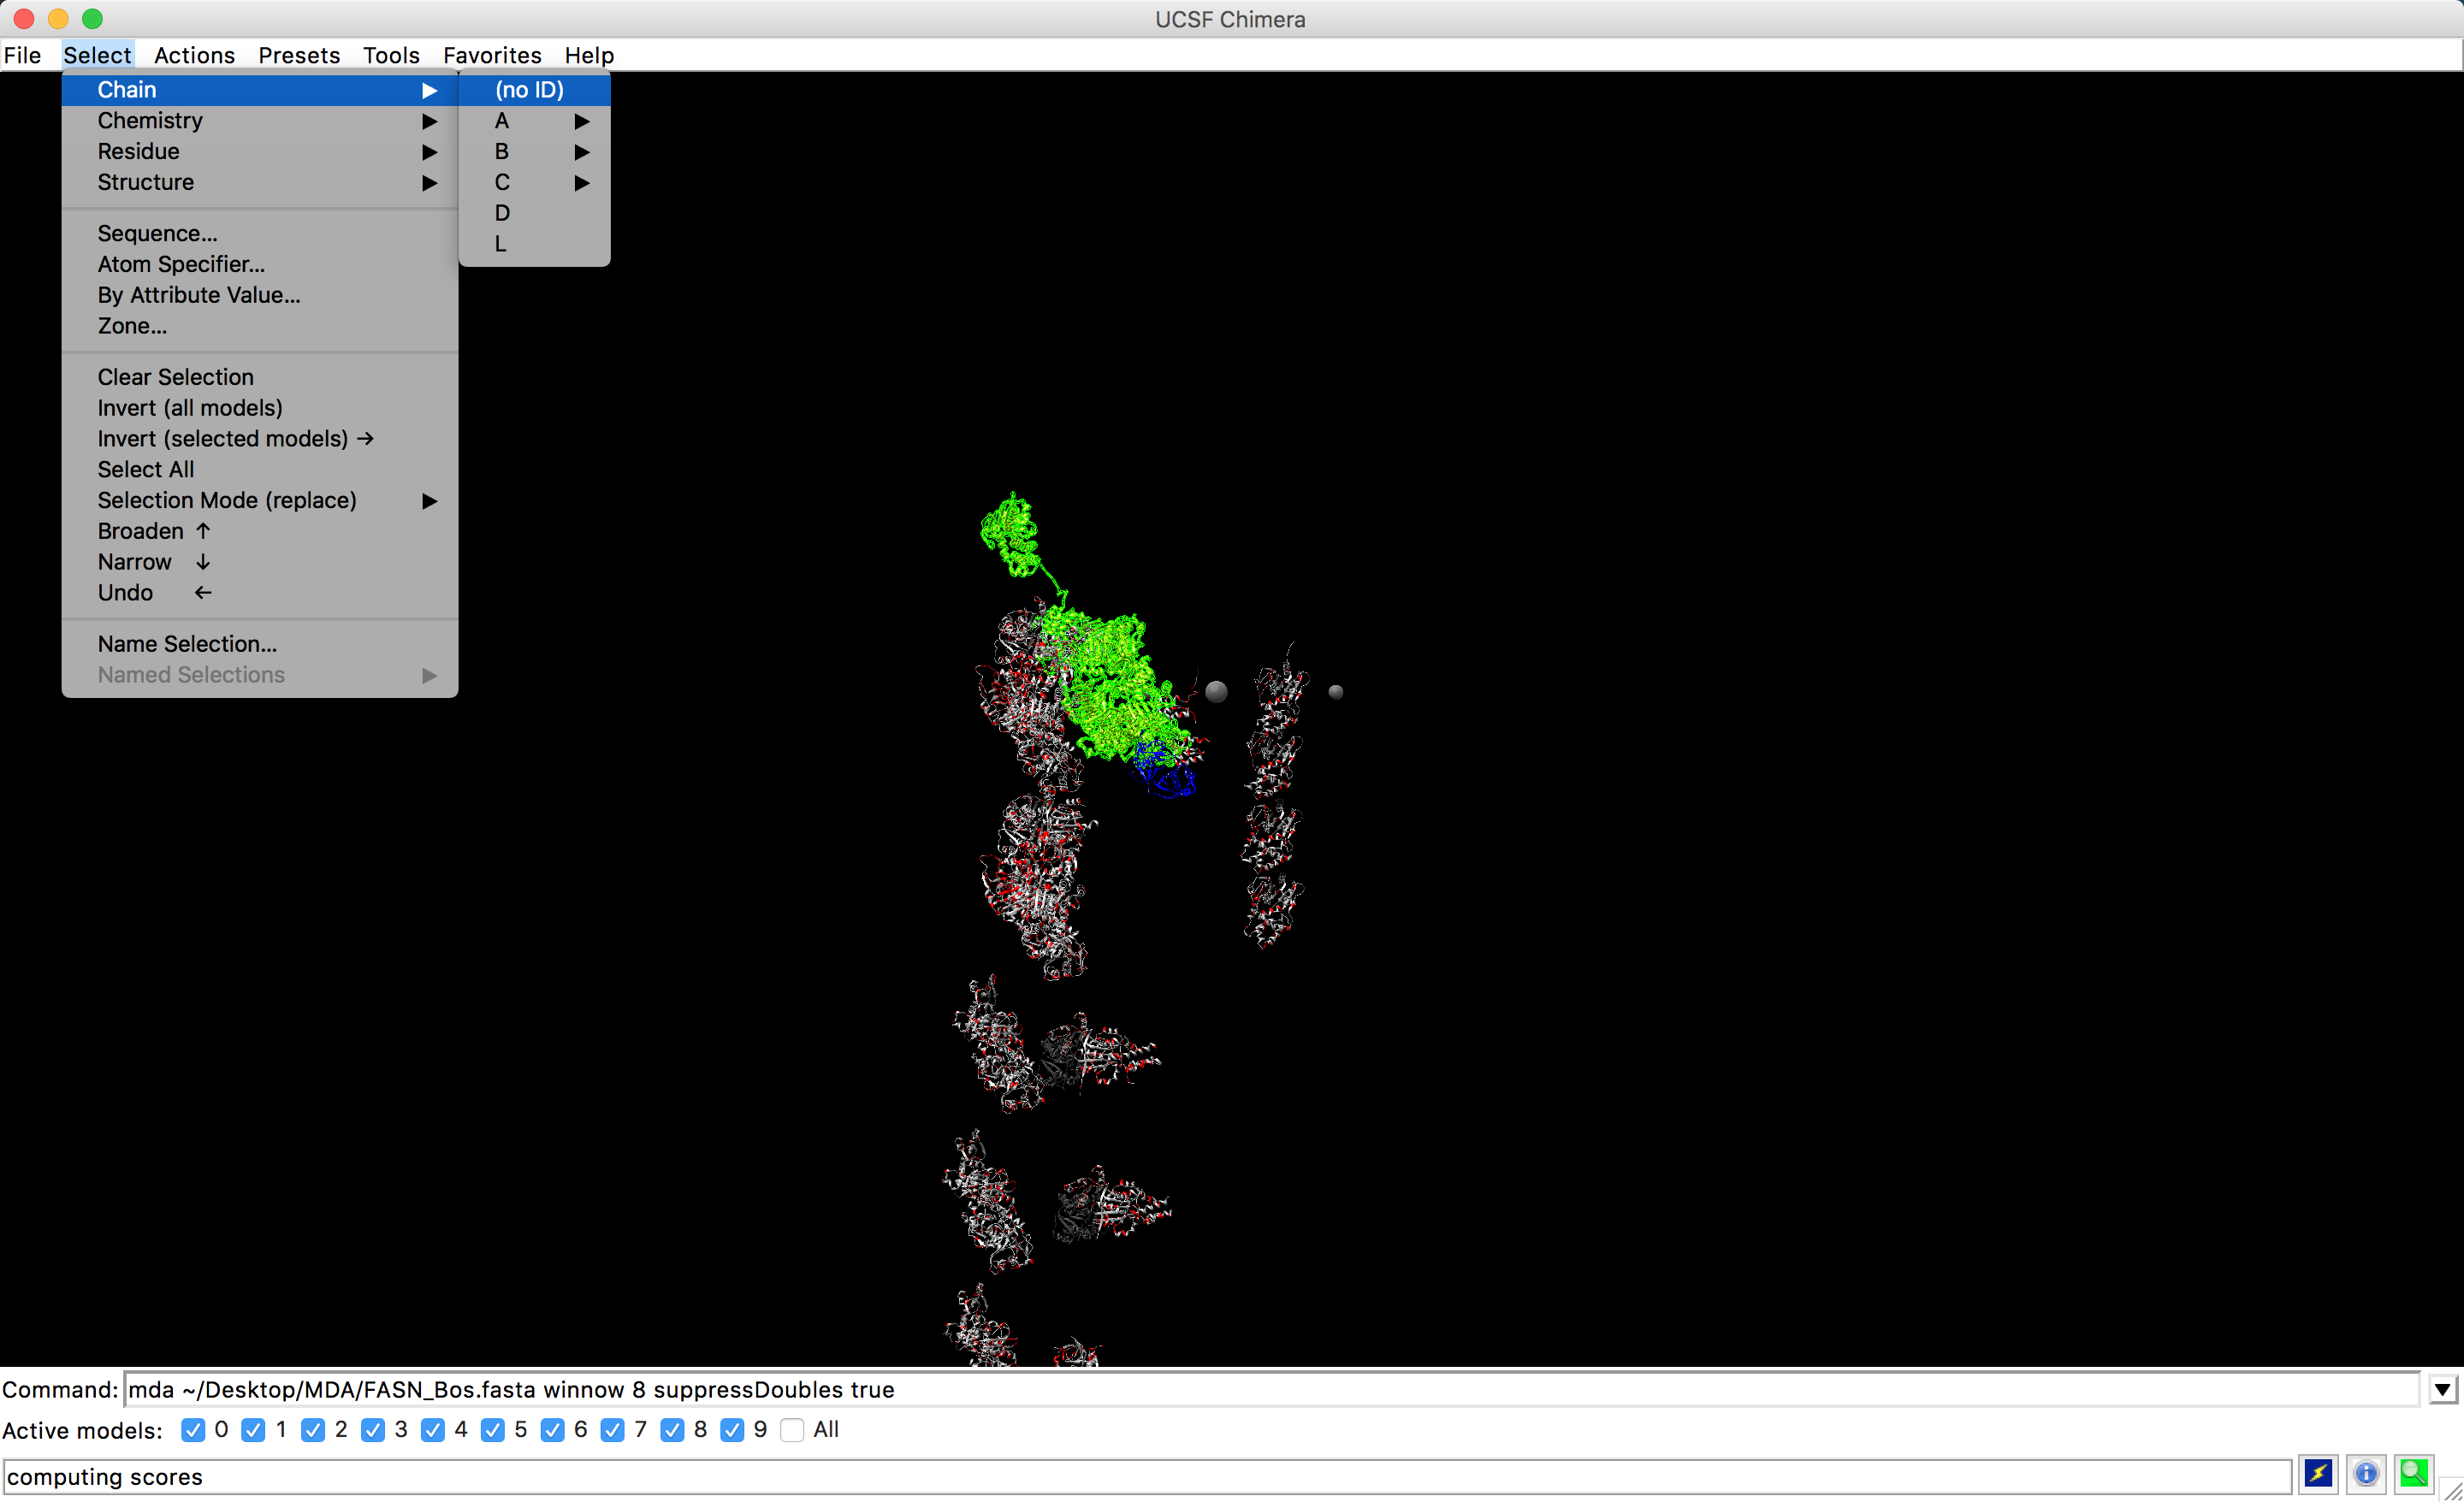 UCSF Chimera
File Select Actions Presets Tools Favorites Help
Chain ▶
Chemistry ▶
Residue ▶
Structure ▶
Sequence...
Atom Specifier...
By Attribute Value...
Zone...
Clear Selection
Invert (all models)
Invert (selected models) →
Select All
Selection Mode (replace) ▶
Broaden ↑
Narrow ↓
Undo ←
Name Selection...
Named Selections ▶
(no ID)
A ▶
B ▶
C ▶
D
L
Command: mda ~/Desktop/MDA/FASN_Bos.fasta winnow 8 suppressDoubles true
Active models: 0 1 2 3 4 5 6 7 8 9 All
computing scores